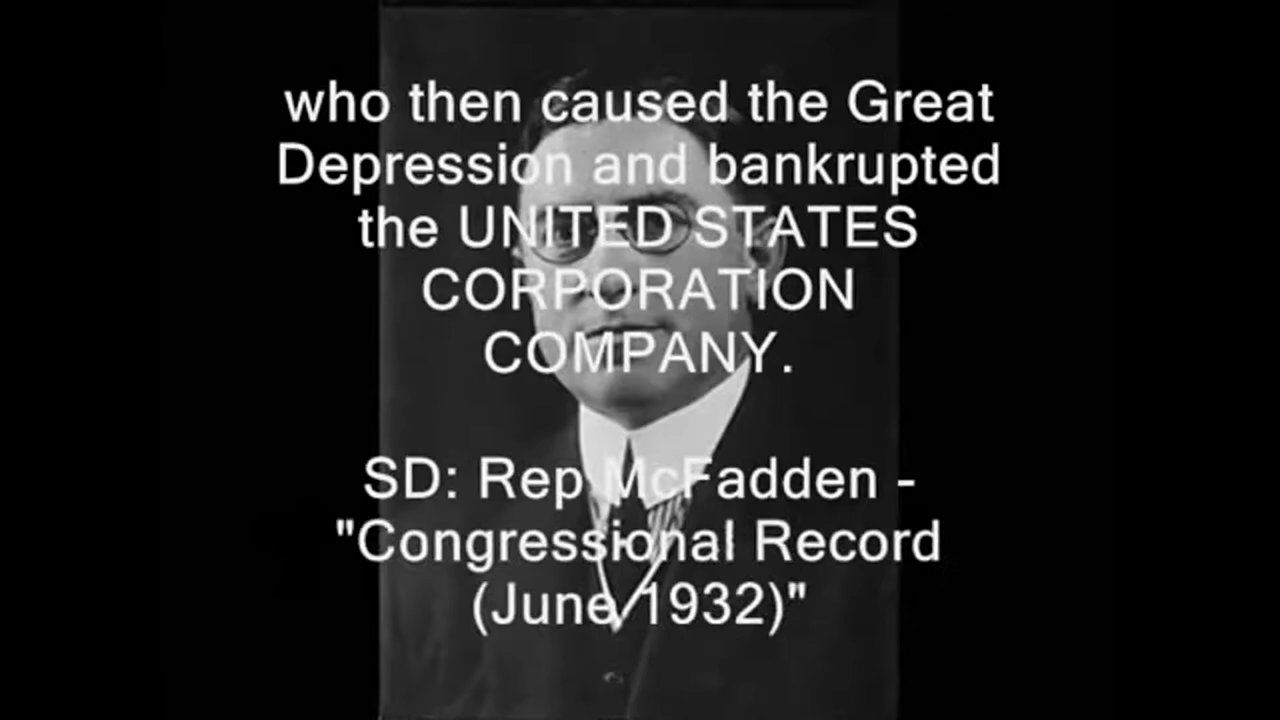 who then caused the Great
Depression and bankrupted
the UNITED STATES
CORPORATION
COMPANY.
SD: Rep McFadden -
"Congressional Record
(June 1932)"